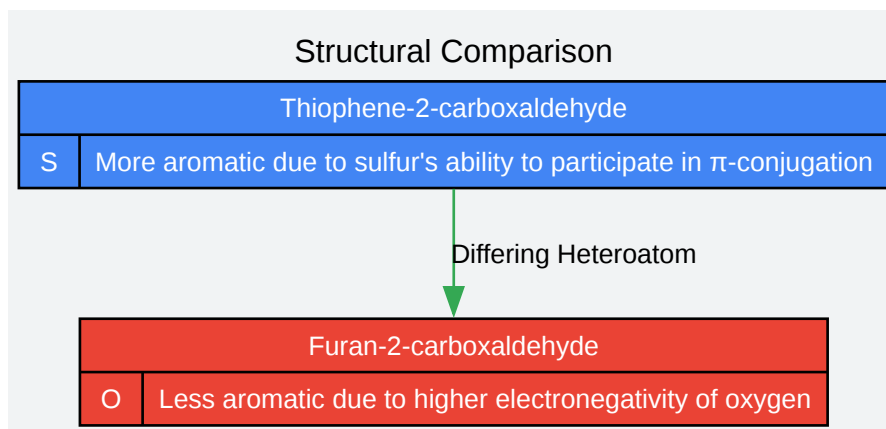 Structural Comparison
Thiophene-2-carboxaldehyde
S
More aromatic due to sulfur's ability to participate in π-conjugation
Differing Heteroatom
Furan-2-carboxaldehyde
O
Less aromatic due to higher electronegativity of oxygen